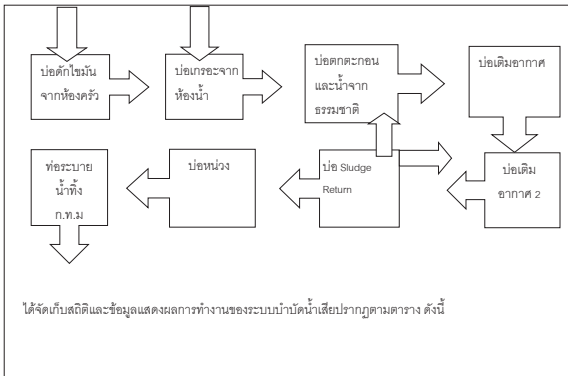 บ่อดักไขมัน
จากห้องครัว
บ่อเกรอะจาก
ห้องน้ำ
บ่อตกตะกอน
และน้ำจาก
ธรรมชาติ
บ่อเติมอากาศ
ท่อระบาย
น้ำทิ้ง
ก.ท.ม
บ่อหน่วง
บ่อ Sludge
Return
บ่อเติม
อากาศ 2
ได้จัดเก็บสถิติและข้อมูลแสดงผลการทำงานของระบบบำบัดน้ำเสียปรากฏตามตาราง ดังนี้